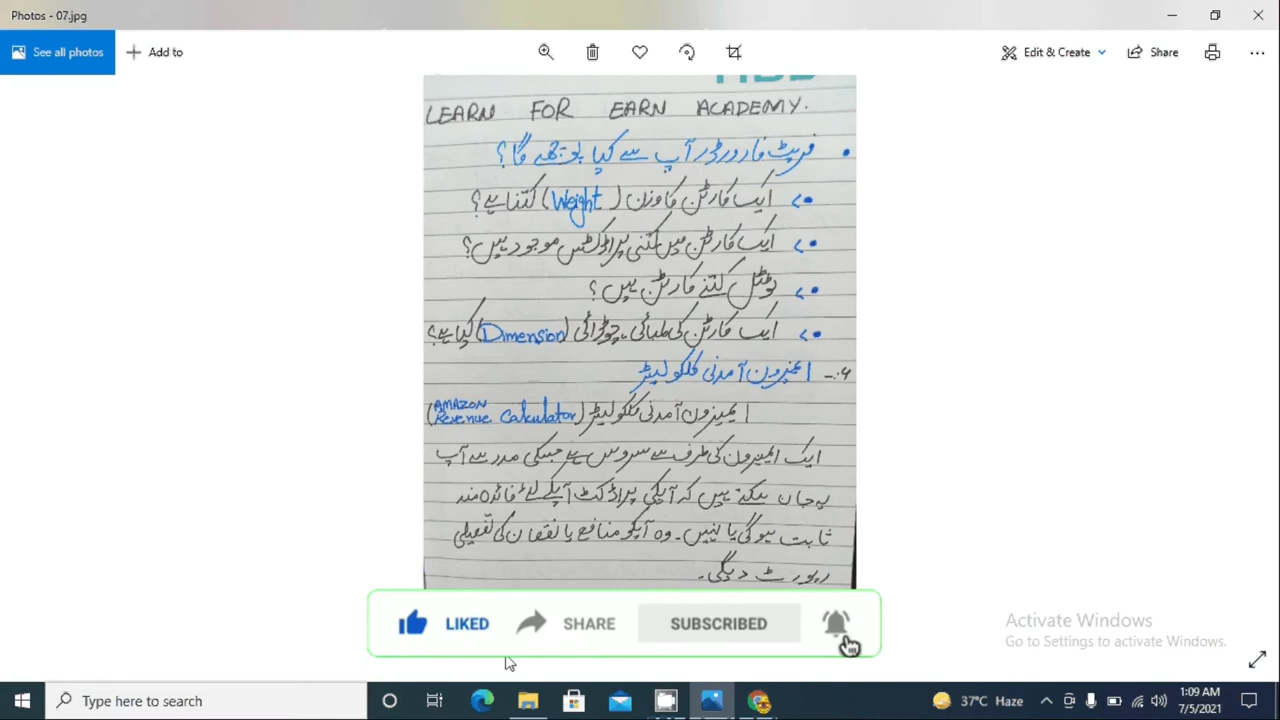 Photos - 07.jpg
See all photos
Add to
Edit & Create
Share
LEARN FOR EARN ACADEMY.
فریٹ فارورڈر آپ سے کیا پوچھے گا؟
ایک کارٹن کا وزن (Weight) کتنا ہے؟
ایک کارٹن میں کتنی پراڈکٹس موجود ہیں؟
ٹوٹل کتنے کارٹن ہیں؟
ایک کارٹن کی لمبائی، چوڑائی (Dimension) کیا ہے؟
ایمیزون آمدنی کلکولیٹر
ایمیزون آمدنی کلکولیٹر (AMAZON Revenue Calculator)
ایک ایمیزون کی طرف سے سروس ہے جسکی مدد سے آپ
یہ جان سکتے ہیں کہ آپکی پراڈکٹ آپکے لئے فائدہ مند
ثابت ہوگی یا نہیں۔ وہ آپکو منافع یا نقصان کی تفصیلی
رپورٹ دیگی۔
LIKED
SHARE
SUBSCRIBED
Activate Windows
Go to Settings to activate Windows.
Type here to search
37°C Haze
1:09 AM
7/5/2021